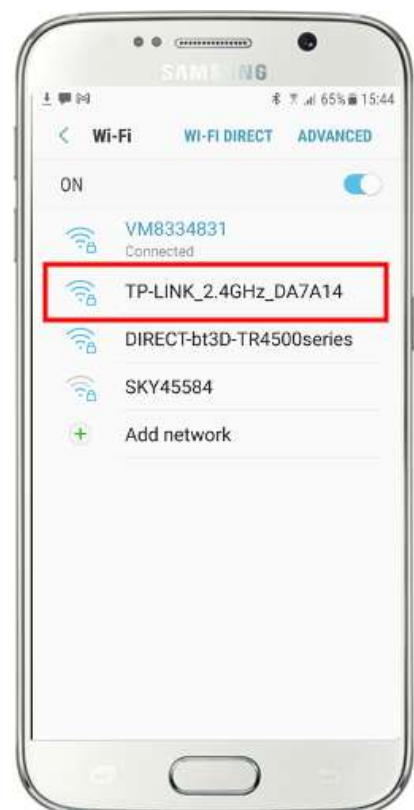 SAMSUNG
65% 15:44
< Wi-Fi WI-FI DIRECT ADVANCED
ON
VM8334831
Connected
TP-LINK_2.4GHz_DA7A14
DIRECT-bt3D-TR4500series
SKY45584
+ Add network